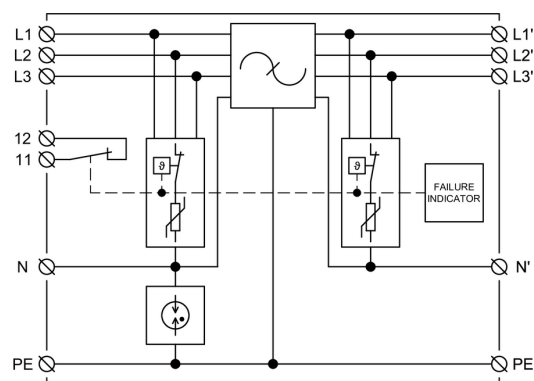 L1
L1'
L2
L2'
L3
L3'
12
11
ϑ
ϑ
FAILURE
INDICATOR
N
N'
PE
PE